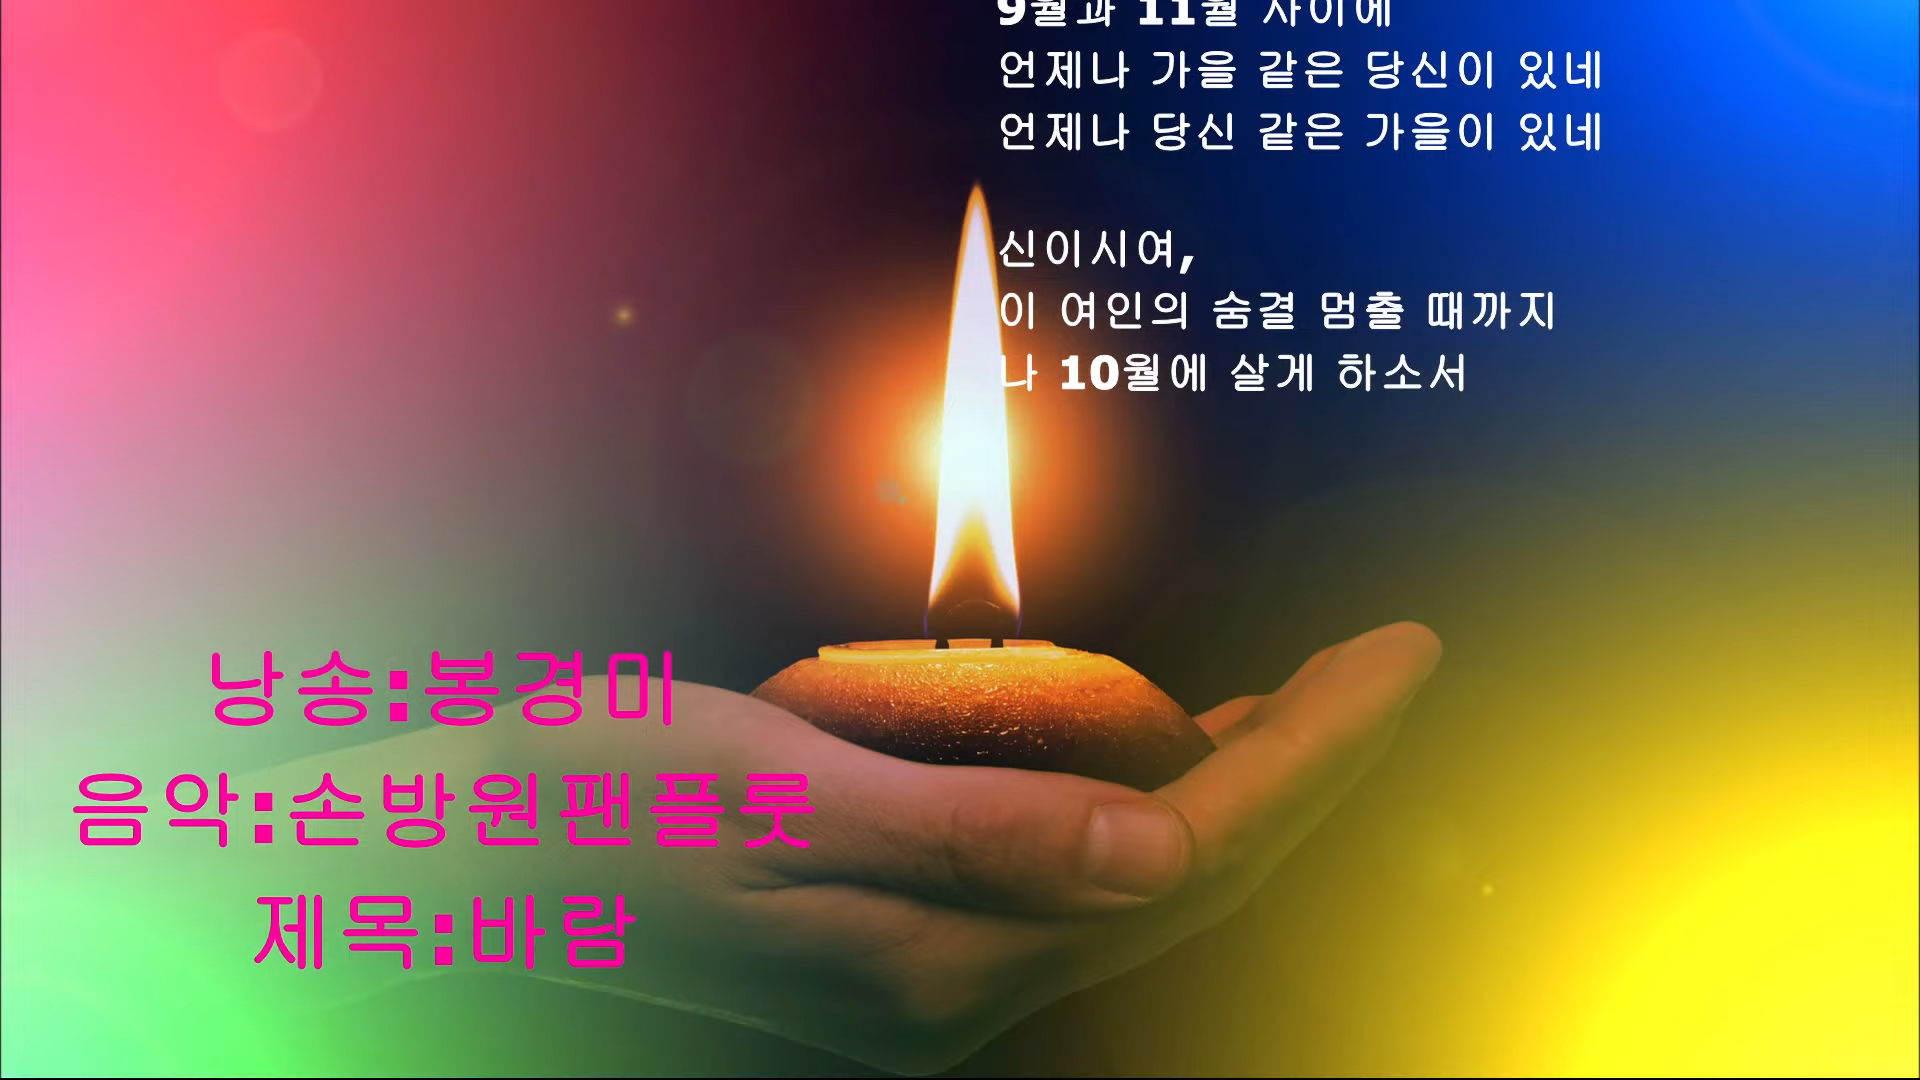 9월과 11월 사이에
언제나 가을 같은 당신이 있네
언제나 당신 같은 가을이 있네
신이시여,
이 여인의 숨결 멈출 때까지
나 10월에 살게 하소서
낭송:봉경미
음악:손방원팬플룻
제목:바람